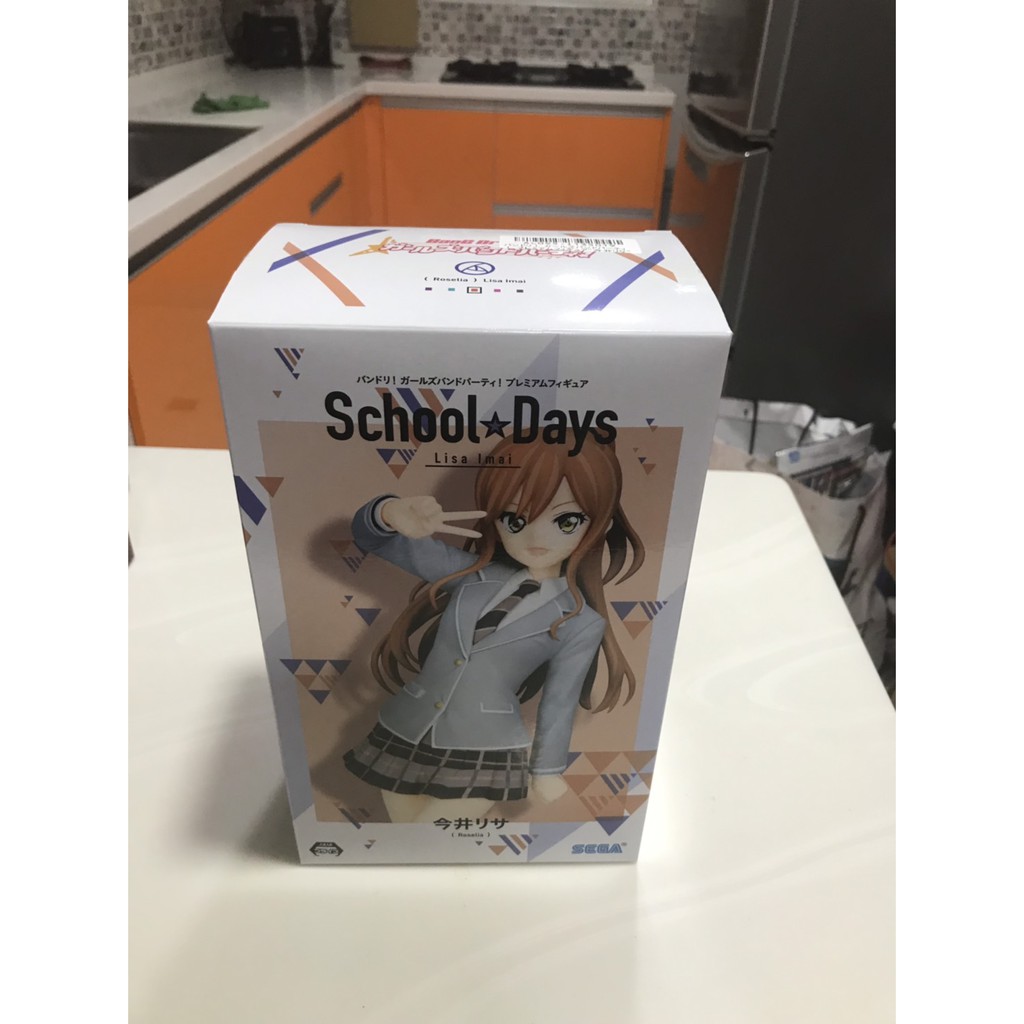 BanG Dr
( Roselia ) Lisa Imai
バンドリ！ ガールズバンドパーティ！ プレミアムフィギュア
School★Days
Lisa Imai
今井リサ
( Roselia )
SEGA